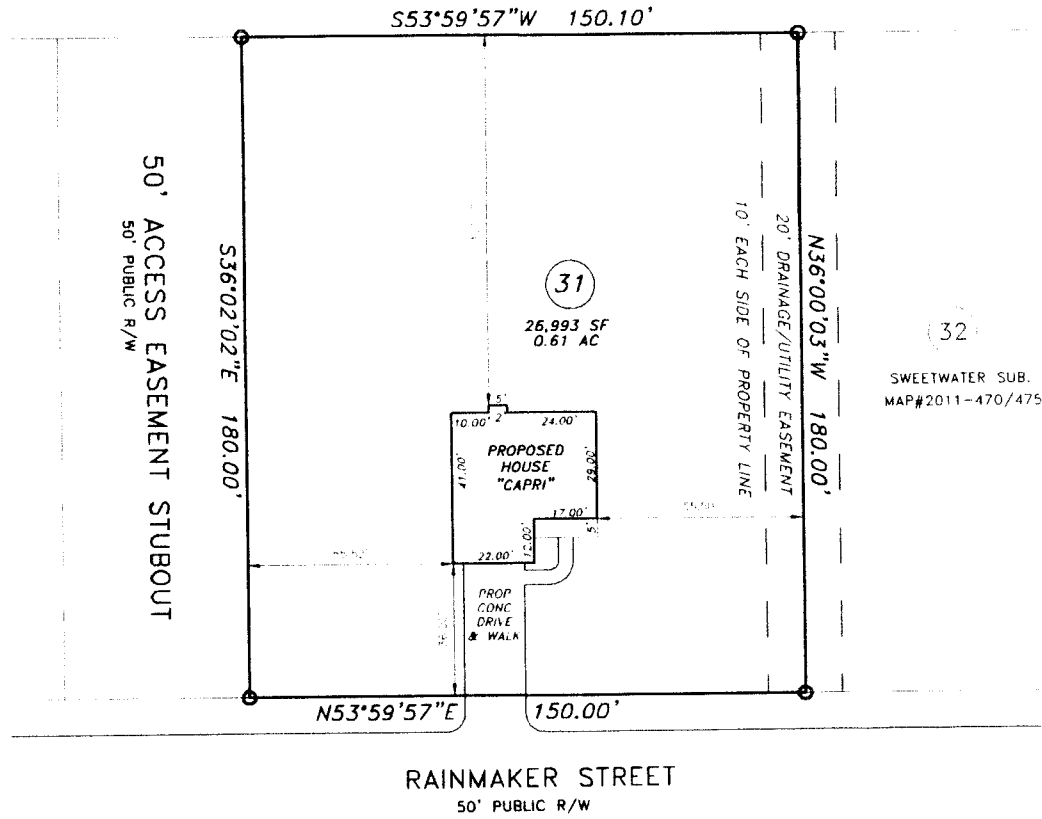 S53°59'57"W 150.10'
50' ACCESS EASEMENT STUBOUT
50' PUBLIC R/W
S36°02'02"E 180.00'
31
26,993 SF
0.61 AC
10' EACH SIDE OF PROPERTY LINE
20' DRAINAGE/UTILITY EASEMENT
N36°00'03"W 180.00'
32
SWEETWATER SUB.
MAP#2011-470/475
5'
10.00' 2' 24.00'
PROPOSED
HOUSE
"CAPRI"
41.00'
29.00'
17.00'
5'
12.00'
22.00'
PROP
CONC
DRIVE
& WALK
N53°59'57"E 150.00'
RAINMAKER STREET
50' PUBLIC R/W